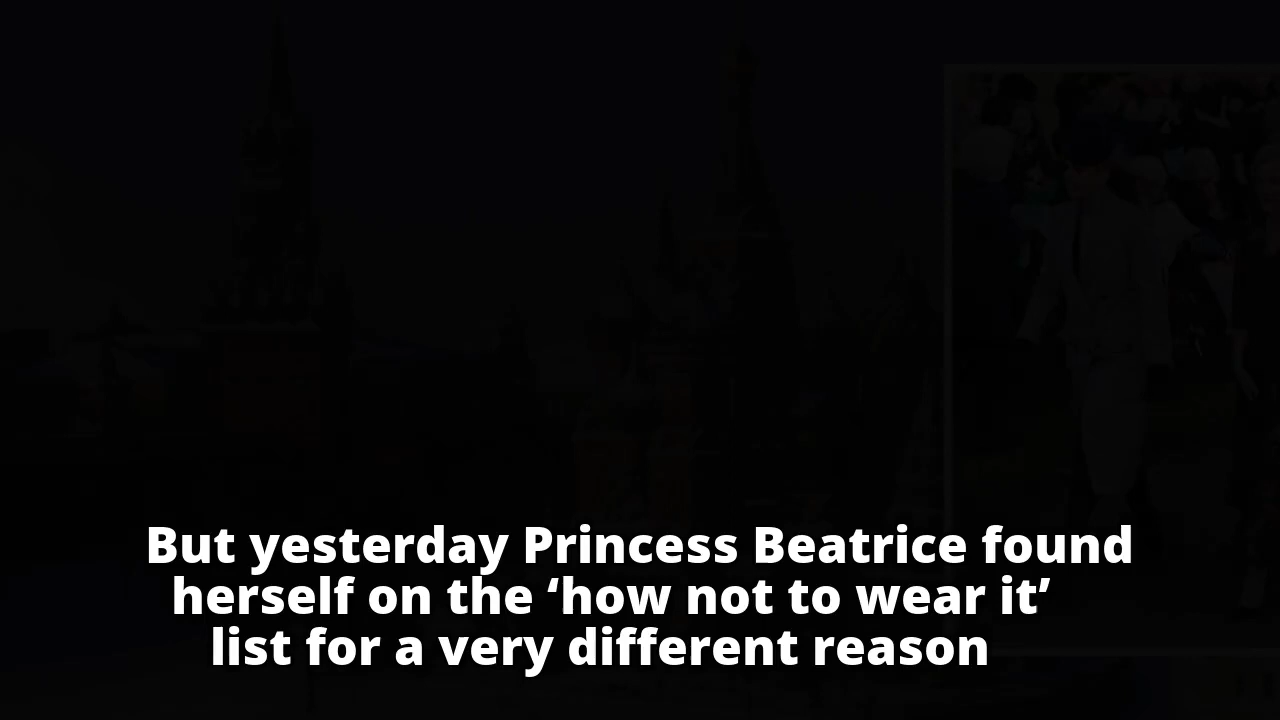 But yesterday Princess Beatrice found
herself on the ‘how not to wear it’
list for a very different reason